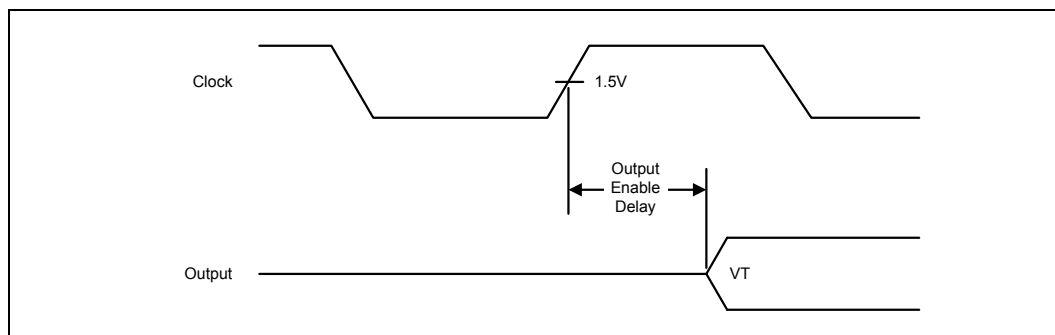 Clock
1.5V
Output
Enable
Delay
Output
VT